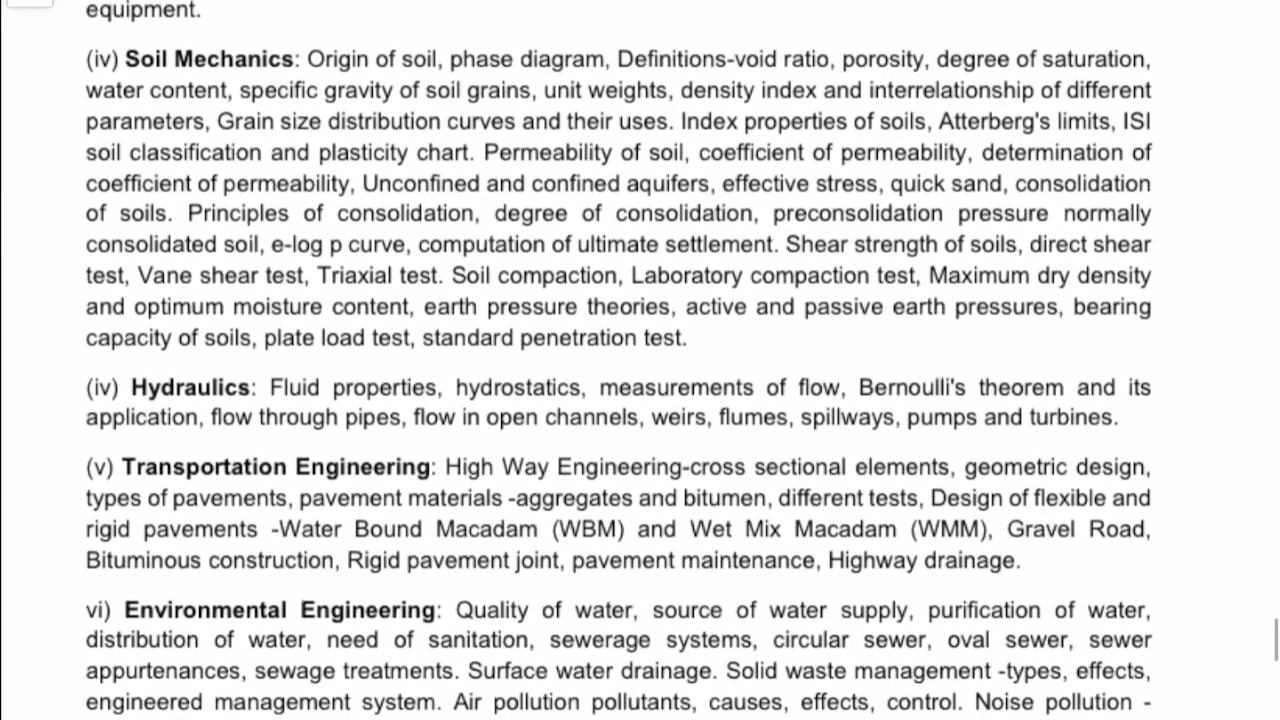 equipment.
(iv) Soil Mechanics: Origin of soil, phase diagram, Definitions-void ratio, porosity, degree of saturation,
water content, specific gravity of soil grains, unit weights, density index and interrelationship of different
parameters, Grain size distribution curves and their uses. Index properties of soils, Atterberg's limits, ISI
soil classification and plasticity chart. Permeability of soil, coefficient of permeability, determination of
coefficient of permeability, Unconfined and confined aquifers, effective stress, quick sand, consolidation
of soils. Principles of consolidation, degree of consolidation, preconsolidation pressure normally
consolidated soil, e-log p curve, computation of ultimate settlement. Shear strength of soils, direct shear
test, Vane shear test, Triaxial test. Soil compaction, Laboratory compaction test, Maximum dry density
and optimum moisture content, earth pressure theories, active and passive earth pressures, bearing
capacity of soils, plate load test, standard penetration test.
(iv) Hydraulics: Fluid properties, hydrostatics, measurements of flow, Bernoulli's theorem and its
application, flow through pipes, flow in open channels, weirs, flumes, spillways, pumps and turbines.
(v) Transportation Engineering: High Way Engineering-cross sectional elements, geometric design,
types of pavements, pavement materials -aggregates and bitumen, different tests, Design of flexible and
rigid pavements -Water Bound Macadam (WBM) and Wet Mix Macadam (WMM), Gravel Road,
Bituminous construction, Rigid pavement joint, pavement maintenance, Highway drainage.
vi) Environmental Engineering: Quality of water, source of water supply, purification of water,
distribution of water, need of sanitation, sewerage systems, circular sewer, oval sewer, sewer
appurtenances, sewage treatments. Surface water drainage. Solid waste management -types, effects,
engineered management system. Air pollution pollutants, causes, effects, control. Noise pollution -